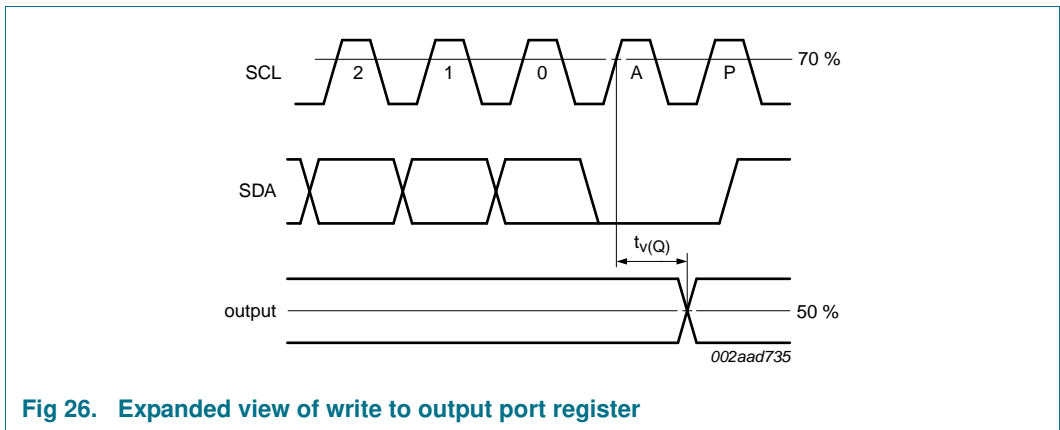 70 %
SCL 2 1 0 A P
SDA
tv(Q)
output
50 %
002aad735
Fig 26. Expanded view of write to output port register